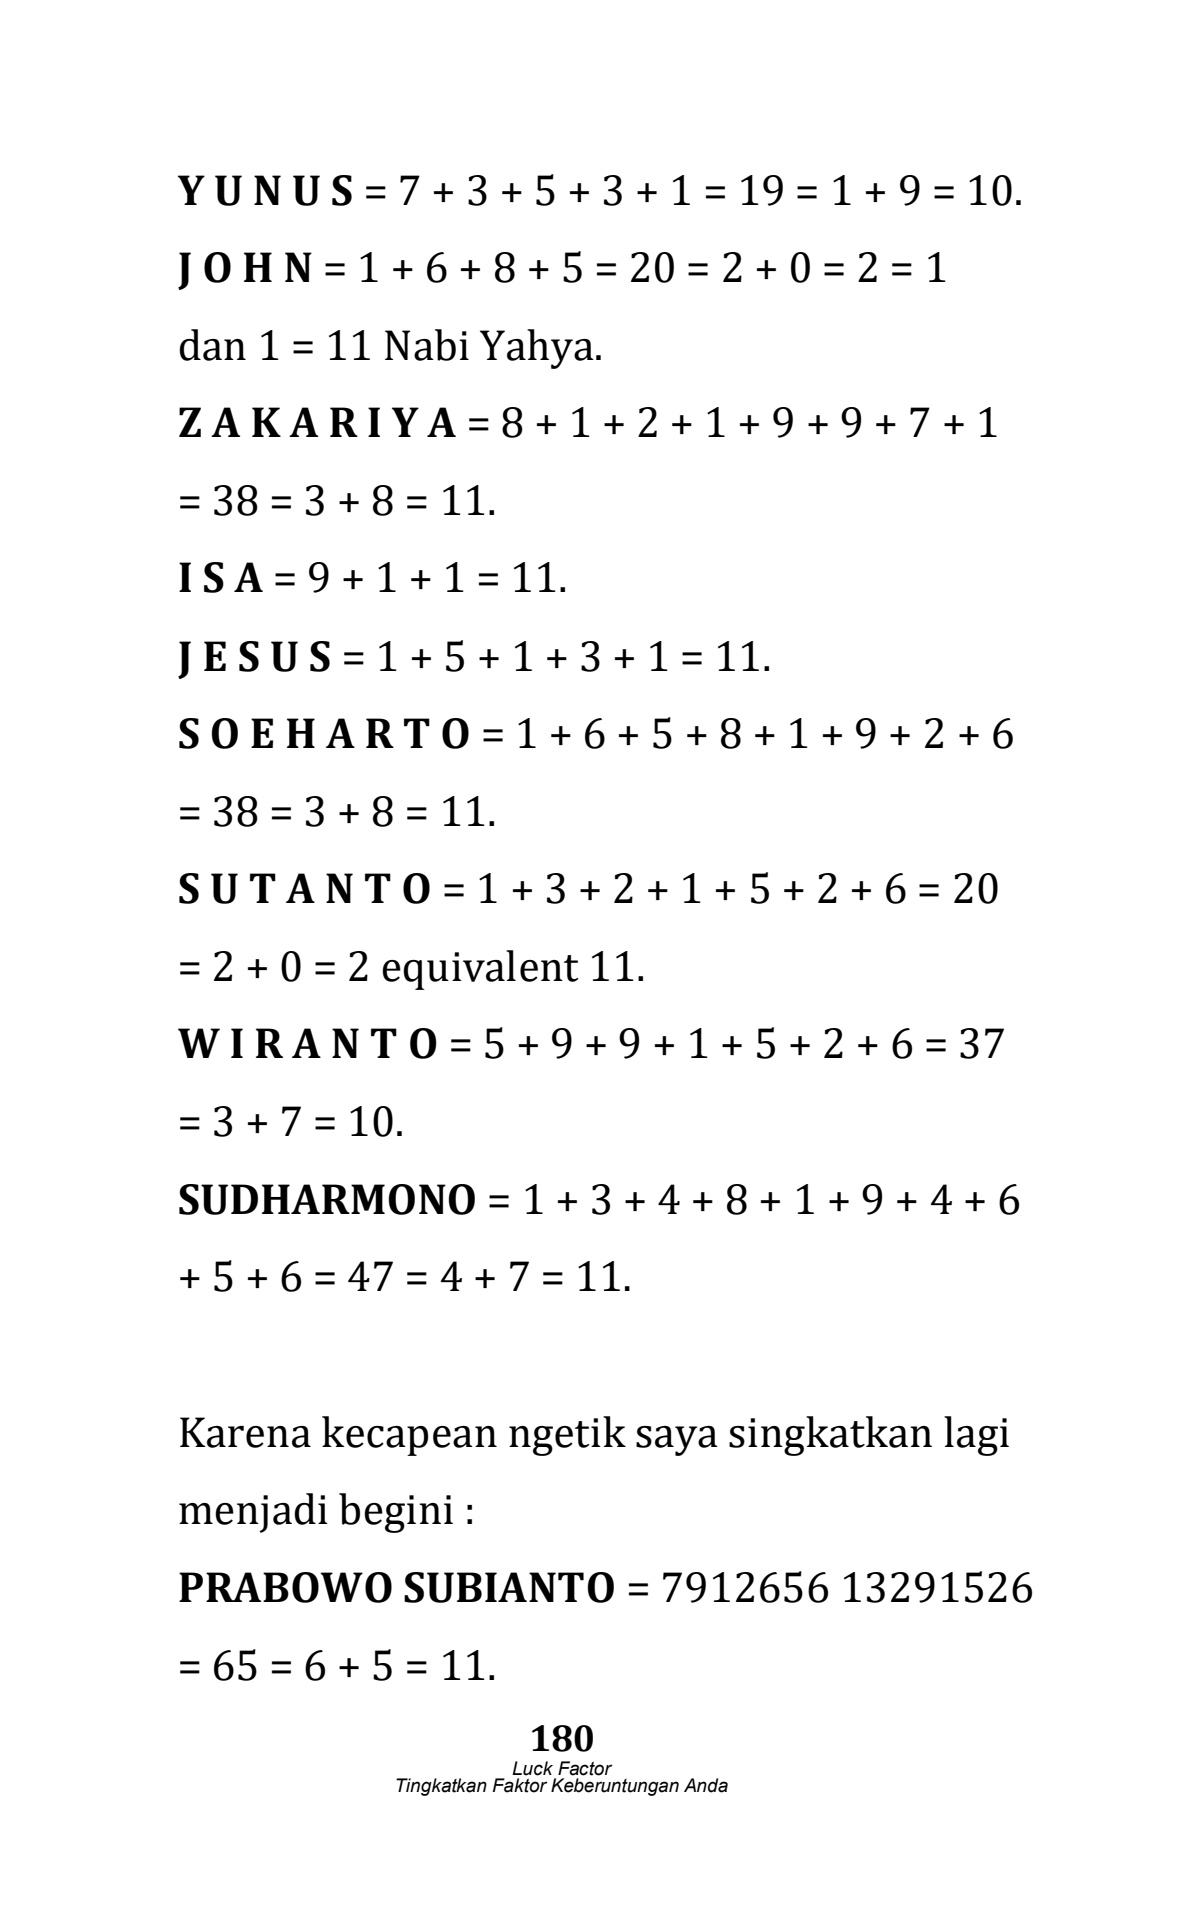 Y U N U S = 7 + 3 + 5 + 3 + 1 = 19 = 1 + 9 = 10.
J O H N = 1 + 6 + 8 + 5 = 20 = 2 + 0 = 2 = 1
dan 1 = 11 Nabi Yahya.
Z A K A R I Y A = 8 + 1 + 2 + 1 + 9 + 9 + 7 + 1
= 38 = 3 + 8 = 11.
I S A = 9 + 1 + 1 = 11.
J E S U S = 1 + 5 + 1 + 3 + 1 = 11.
S O E H A R T O = 1 + 6 + 5 + 8 + 1 + 9 + 2 + 6
= 38 = 3 + 8 = 11.
S U T A N T O = 1 + 3 + 2 + 1 + 5 + 2 + 6 = 20
= 2 + 0 = 2 equivalent 11.
W I R A N T O = 5 + 9 + 9 + 1 + 5 + 2 + 6 = 37
= 3 + 7 = 10.
SUDHARMONO = 1 + 3 + 4 + 8 + 1 + 9 + 4 + 6
+ 5 + 6 = 47 = 4 + 7 = 11.
Karena kecapean ngetik saya singkatkan lagi
menjadi begini :
PRABOWO SUBIANTO = 7912656 13291526
= 65 = 6 + 5 = 11.
180
Luck Factor
Tingkatkan Faktor Keberuntungan Anda